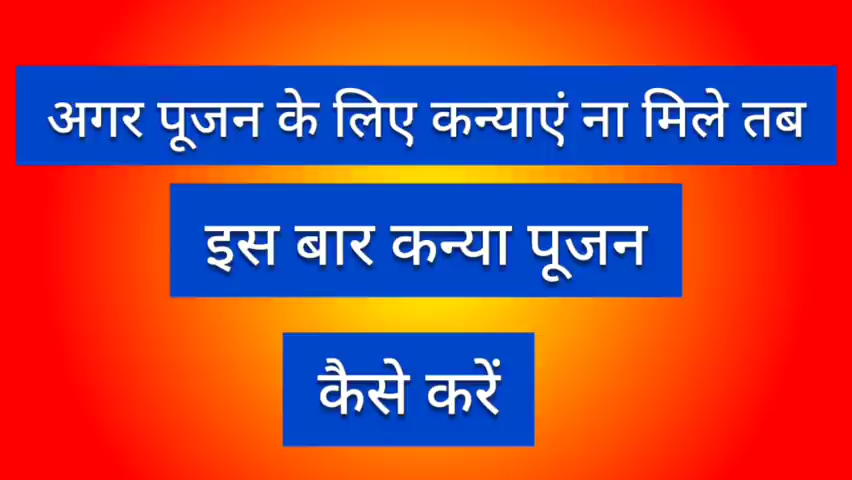 अगर पूजन के लिए कन्याएं ना मिले तब
इस बार कन्या पूजन
कैसे करें